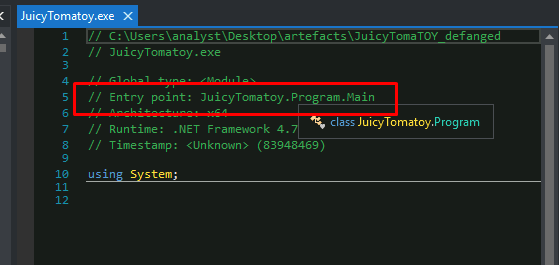 JuicyTomatoy.exe
1 // C:\Users\analyst\Desktop\artefacts\JuicyTomaTOY_defanged
2 // JuicyTomatoy.exe
4 // Global type: <Module>
5 // Entry point: JuicyTomatoy.Program.Main
6 // Architecture: x64
7 // Runtime: .NET Framework 4.7
class JuicyTomatoy.Program
8 // Timestamp: <Unknown> (83948469)
10 using System;
11
12